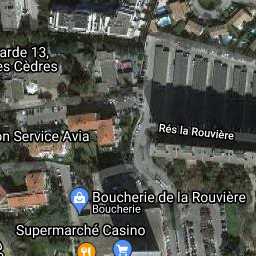 arde 13,
es Cèdres
Rés la Rouvière
on Service Avia
Boucherie de la Rouvière
Boucherie
Supermarché Casino